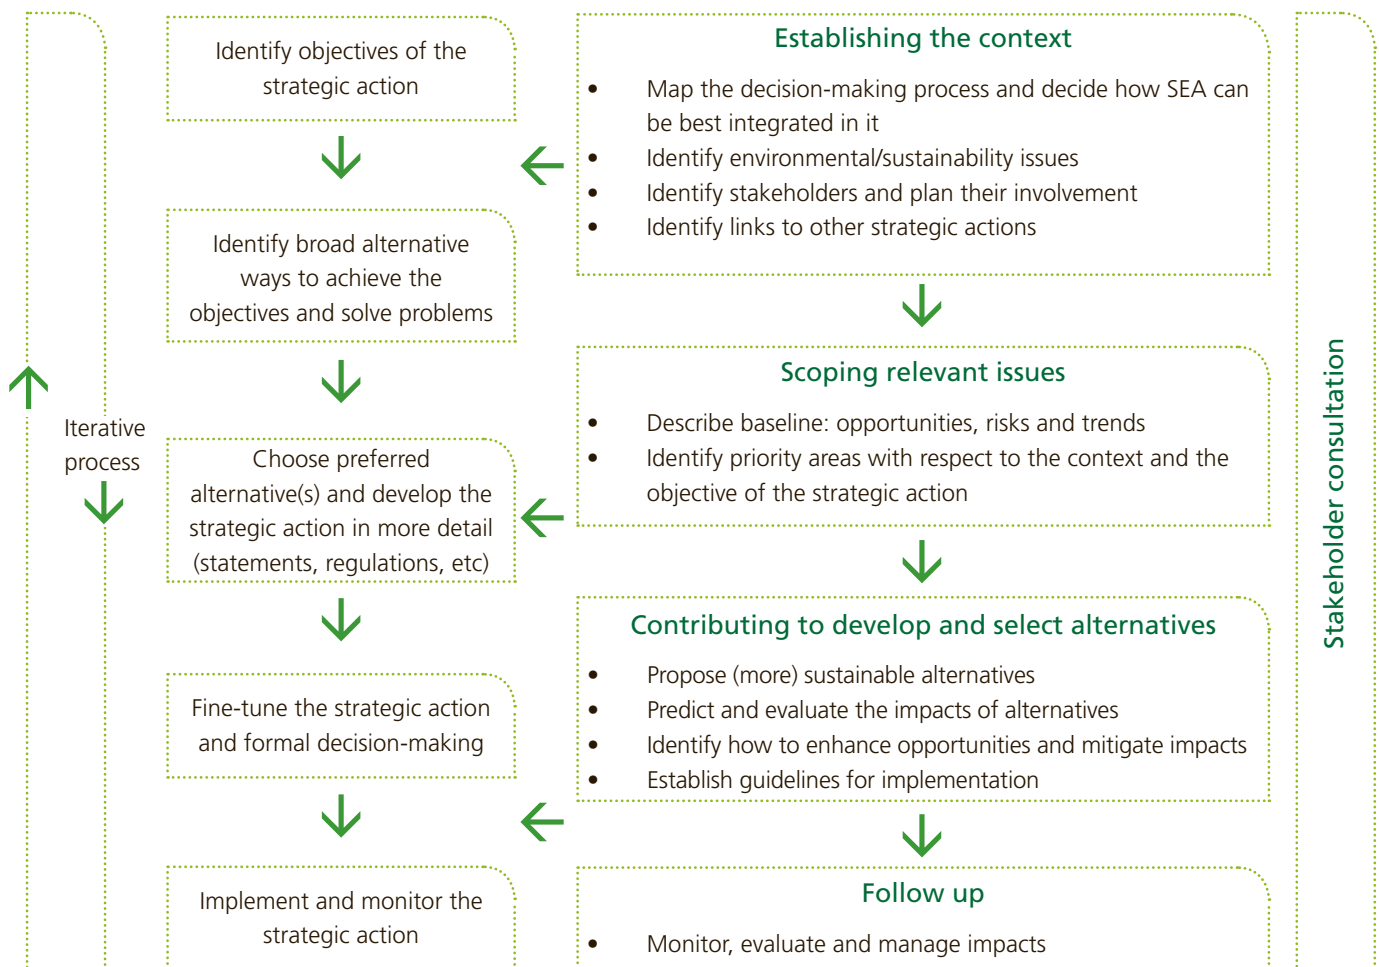 Identify objectives of the
strategic action
Identify broad alternative
ways to achieve the
objectives and solve problems
Iterative
process
Choose preferred
alternative(s) and develop the
strategic action in more detail
(statements, regulations, etc)
Fine-tune the strategic action
and formal decision-making
Implement and monitor the
strategic action
Establishing the context
• Map the decision-making process and decide how SEA can
be best integrated in it
• Identify environmental/sustainability issues
• Identify stakeholders and plan their involvement
• Identify links to other strategic actions
Scoping relevant issues
• Describe baseline: opportunities, risks and trends
• Identify priority areas with respect to the context and the
objective of the strategic action
Contributing to develop and select alternatives
• Propose (more) sustainable alternatives
• Predict and evaluate the impacts of alternatives
• Identify how to enhance opportunities and mitigate impacts
• Establish guidelines for implementation
Follow up
• Monitor, evaluate and manage impacts
Stakeholder consultation